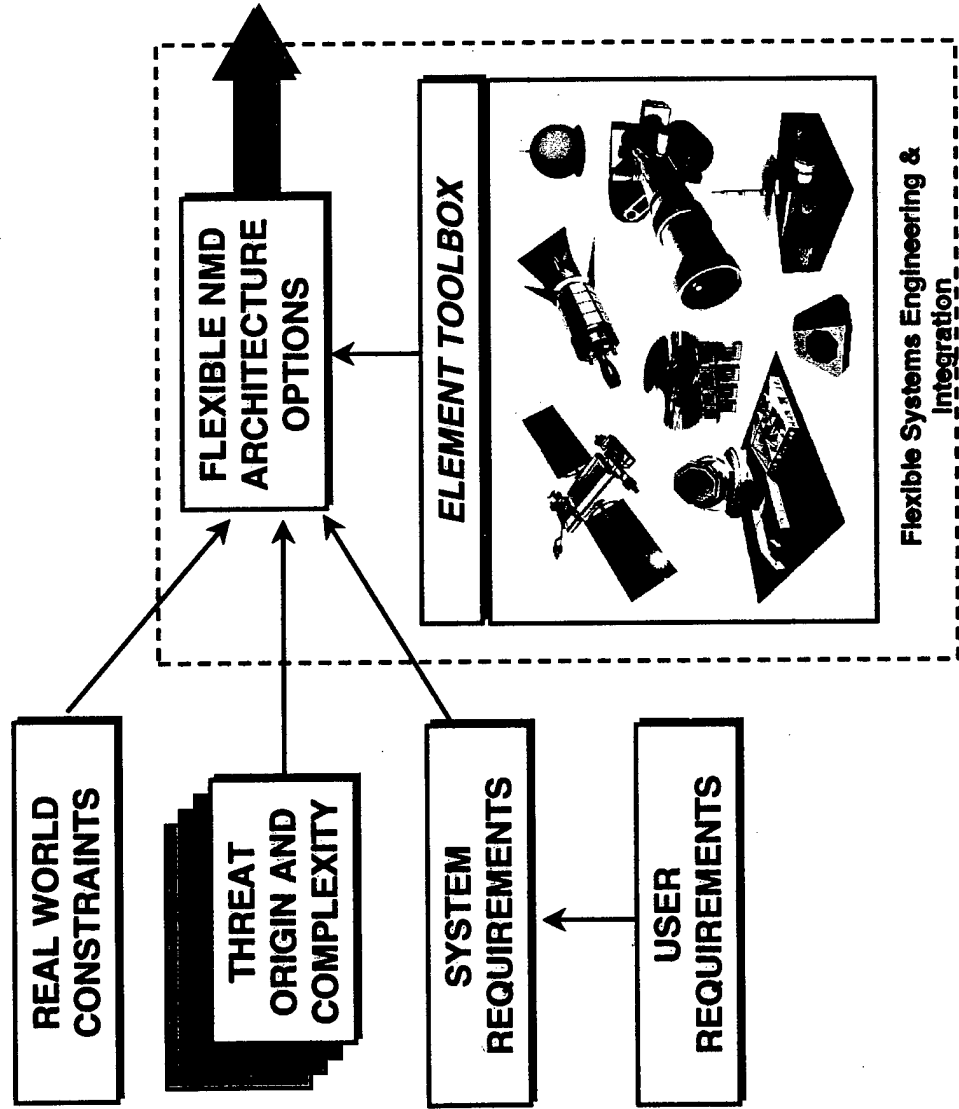 REAL WORLD
CONSTRAINTS
THREAT
ORIGIN AND
COMPLEXITY
SYSTEM
REQUIREMENTS
USER
REQUIREMENTS
FLEXIBLE NMD
ARCHITECTURE
OPTIONS
ELEMENT TOOLBOX
Flexible Systems Engineering &
Integration